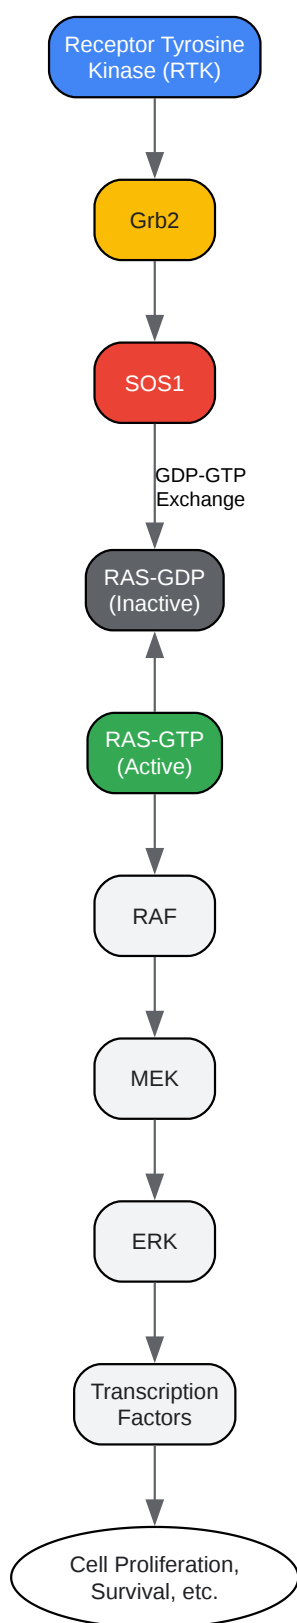 Receptor Tyrosine
Kinase (RTK)
Grb2
SOS1
GDP-GTP
Exchange
RAS-GDP
(Inactive)
RAS-GTP
(Active)
RAF
MEK
ERK
Transcription
Factors
Cell Proliferation,
Survival, etc.